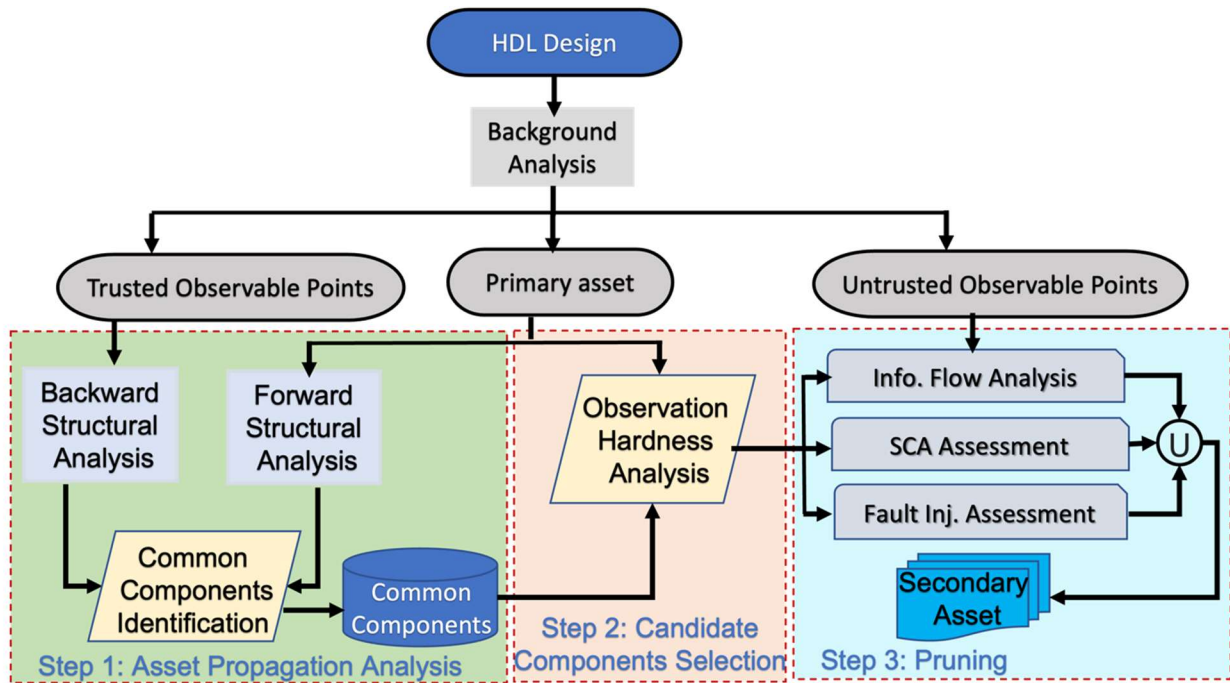 HDL Design
Background
Analysis
Trusted Observable Points
Primary asset
Untrusted Observable Points
Backward
Structural
Analysis
Forward
Structural
Analysis
Common
Components
Identification
Common
Components
Step 1: Asset Propagation Analysis
Observation
Hardness
Analysis
Step 2: Candidate
Components Selection
Info. Flow Analysis
SCA Assessment
Fault Inj. Assessment
U
Secondary
Asset
Step 3: Pruning